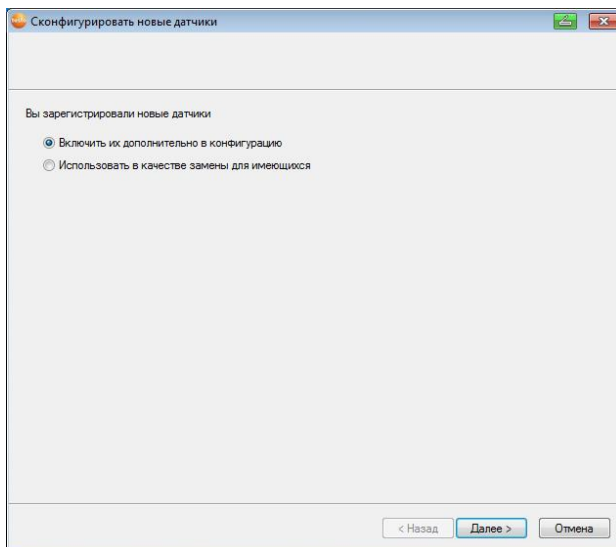 Сконфигурировать новые датчики
Вы зарегистрировали новые датчики
Включить их дополнительно в конфигурацию
Использовать в качестве замены для имеющихся
< Назад
Далее >
Отмена